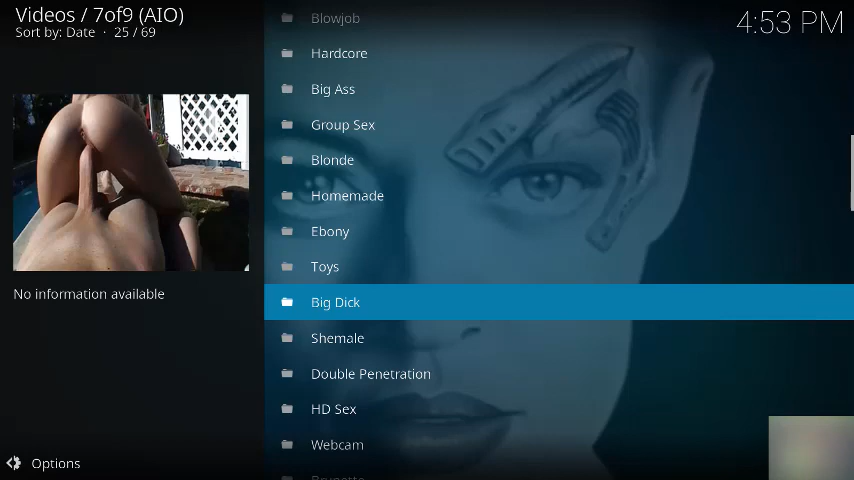 Videos / 7of9 (AIO)
Sort by: Date · 25 / 69
4:53 PM
Blowjob
Hardcore
Big Ass
Group Sex
Blonde
Homemade
Ebony
Toys
Big Dick
Shemale
Double Penetration
HD Sex
Webcam
No information available
Options